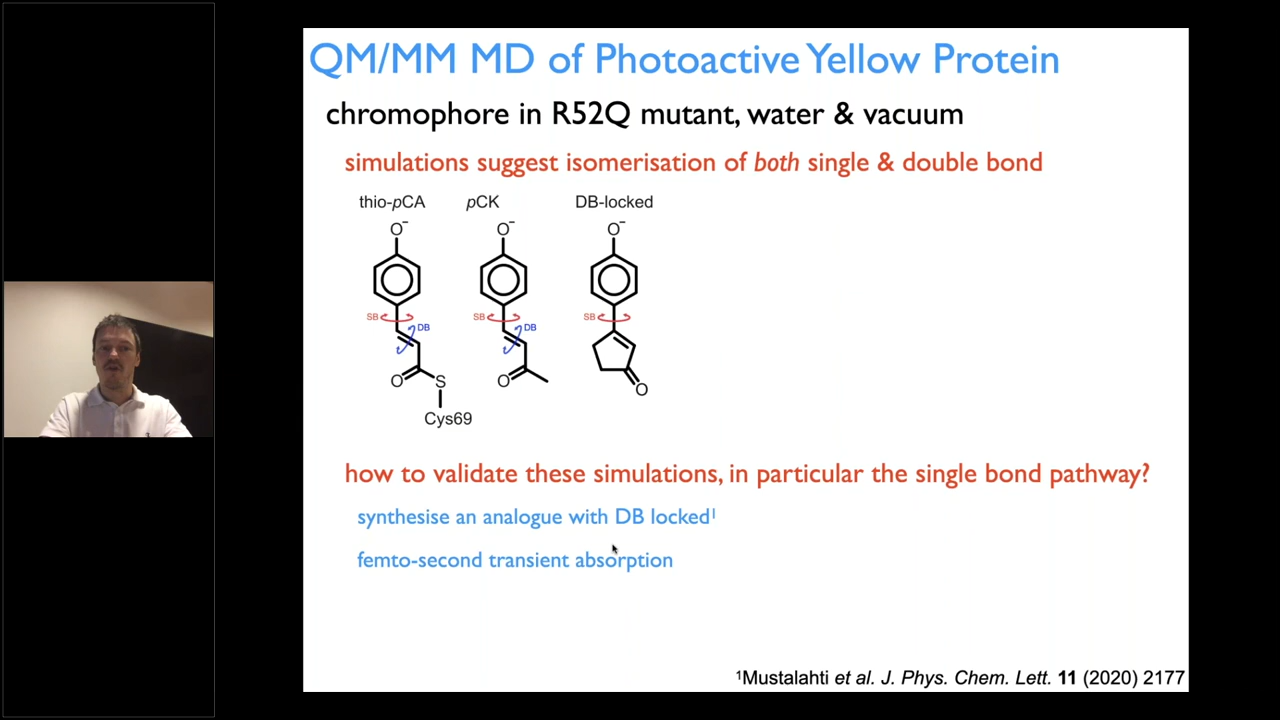 QM/MM MD of Photoactive Yellow Protein
chromophore in R52Q mutant, water & vacuum
simulations suggest isomerisation of both single & double bond
thio-pCA pCK DB-locked
O⁻ O⁻ O⁻
SB SB SB
DB DB
O S O O
Cys69
how to validate these simulations, in particular the single bond pathway?
synthesise an analogue with DB locked¹
femto-second transient absorption
¹Mustalahti et al. J. Phys. Chem. Lett. 11 (2020) 2177